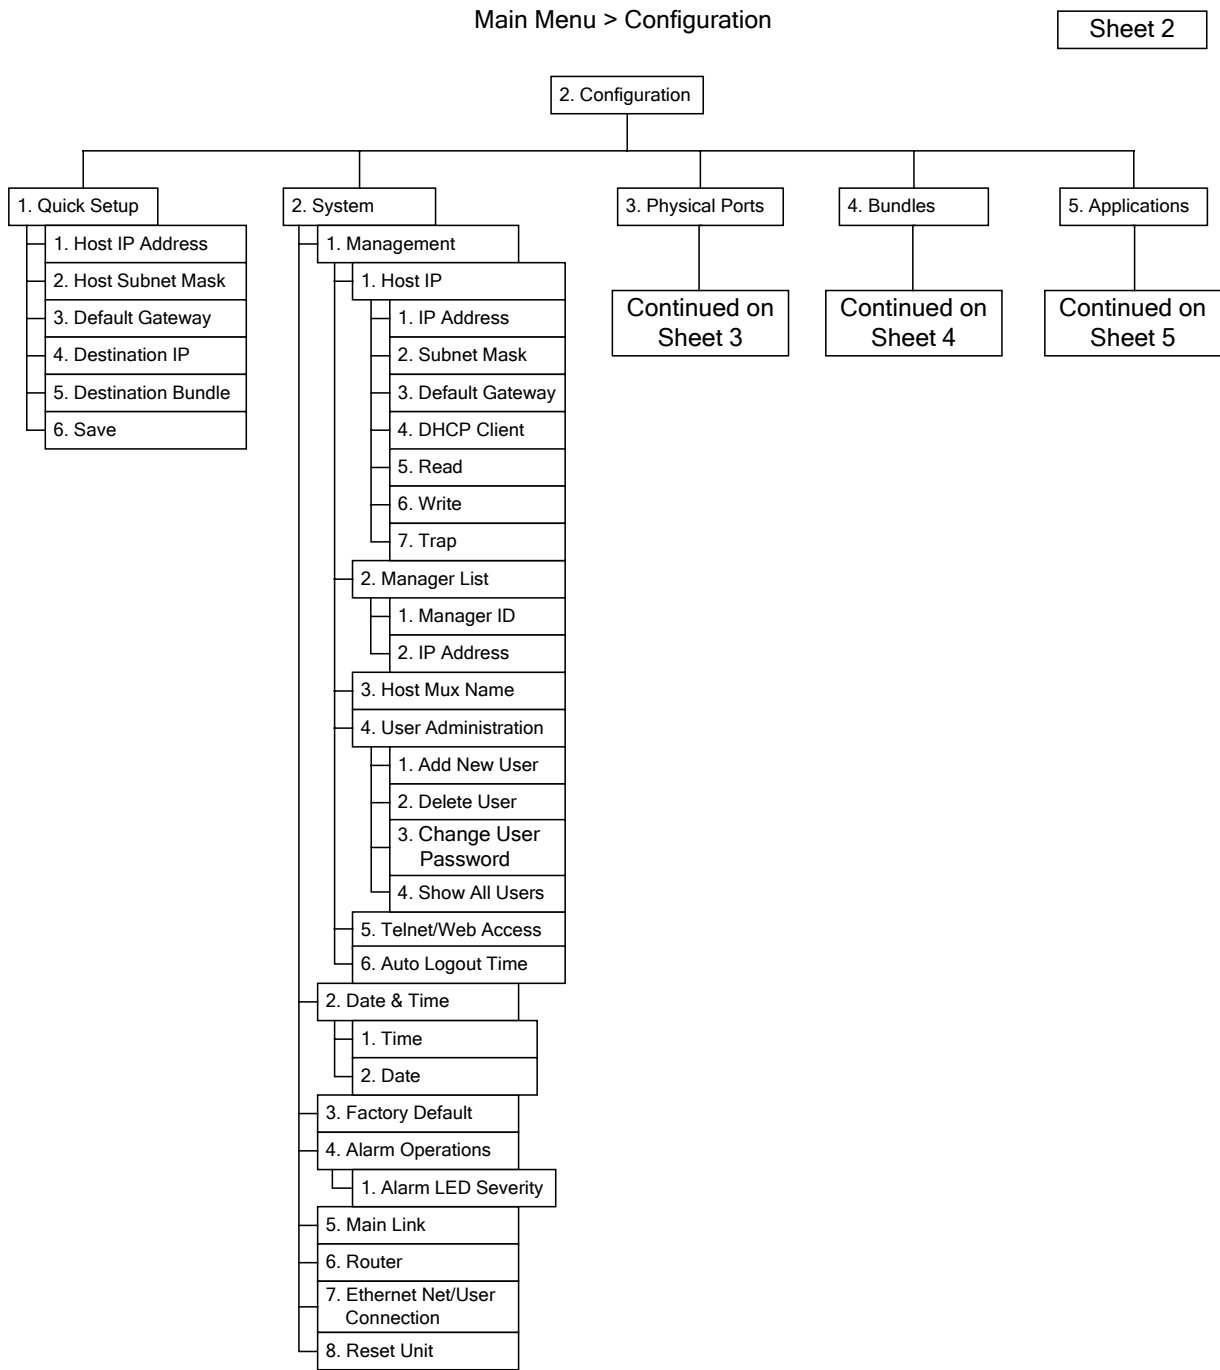 Main Menu > Configuration
Sheet 2
2. Configuration
1. Quick Setup
1. Host IP Address
2. Host Subnet Mask
3. Default Gateway
4. Destination IP
5. Destination Bundle
6. Save
2. System
1. Management
1. Host IP
1. IP Address
2. Subnet Mask
3. Default Gateway
4. DHCP Client
5. Read
6. Write
7. Trap
2. Manager List
1. Manager ID
2. IP Address
3. Host Mux Name
4. User Administration
1. Add New User
2. Delete User
3. Change User
Password
4. Show All Users
5. Telnet/Web Access
6. Auto Logout Time
2. Date & Time
1. Time
2. Date
3. Factory Default
4. Alarm Operations
1. Alarm LED Severity
5. Main Link
6. Router
7. Ethernet Net/User
Connection
8. Reset Unit
3. Physical Ports
Continued on
Sheet 3
4. Bundles
Continued on
Sheet 4
5. Applications
Continued on
Sheet 5